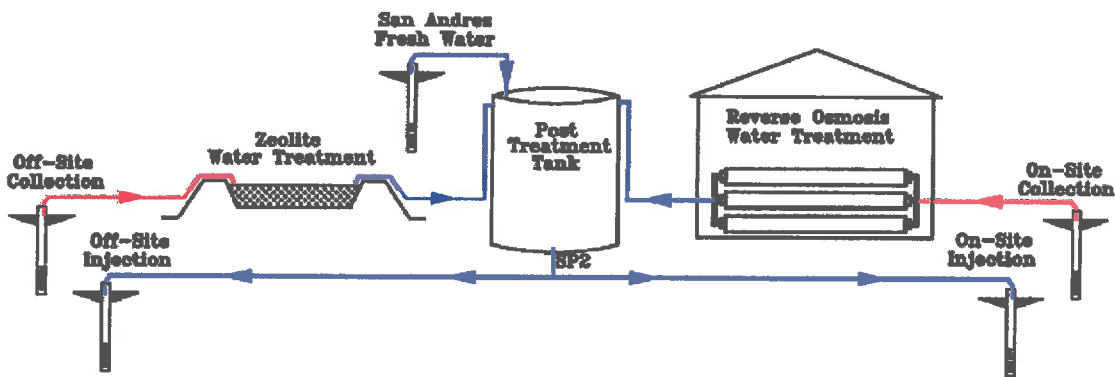 San Andres
Fresh Water
Zeolite
Water Treatment
Off-Site
Collection
Post
Treatment
Tank
Reverse Osmosis
Water Treatment
On-Site
Collection
Off-Site
Injection
SP2
On-Site
Injection